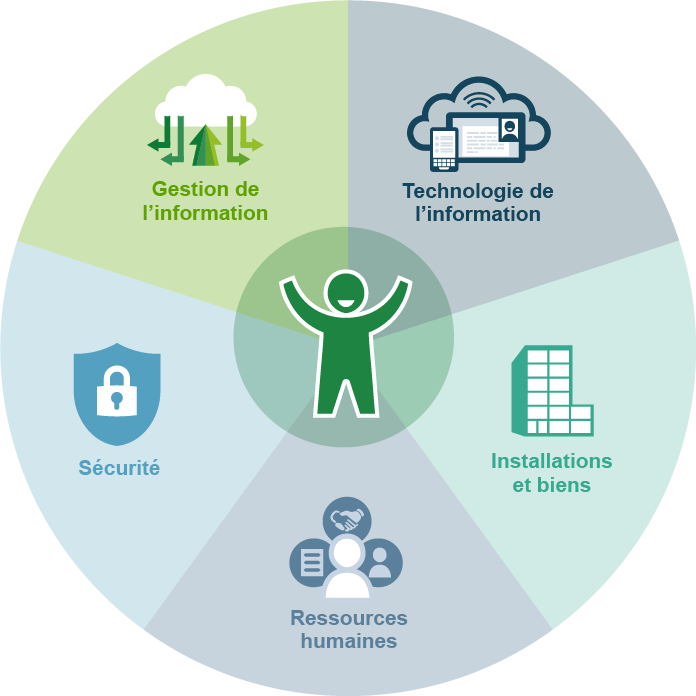 Gestion de
l’information
Technologie de
l’information
Sécurité
Installations
et biens
Ressources
humaines